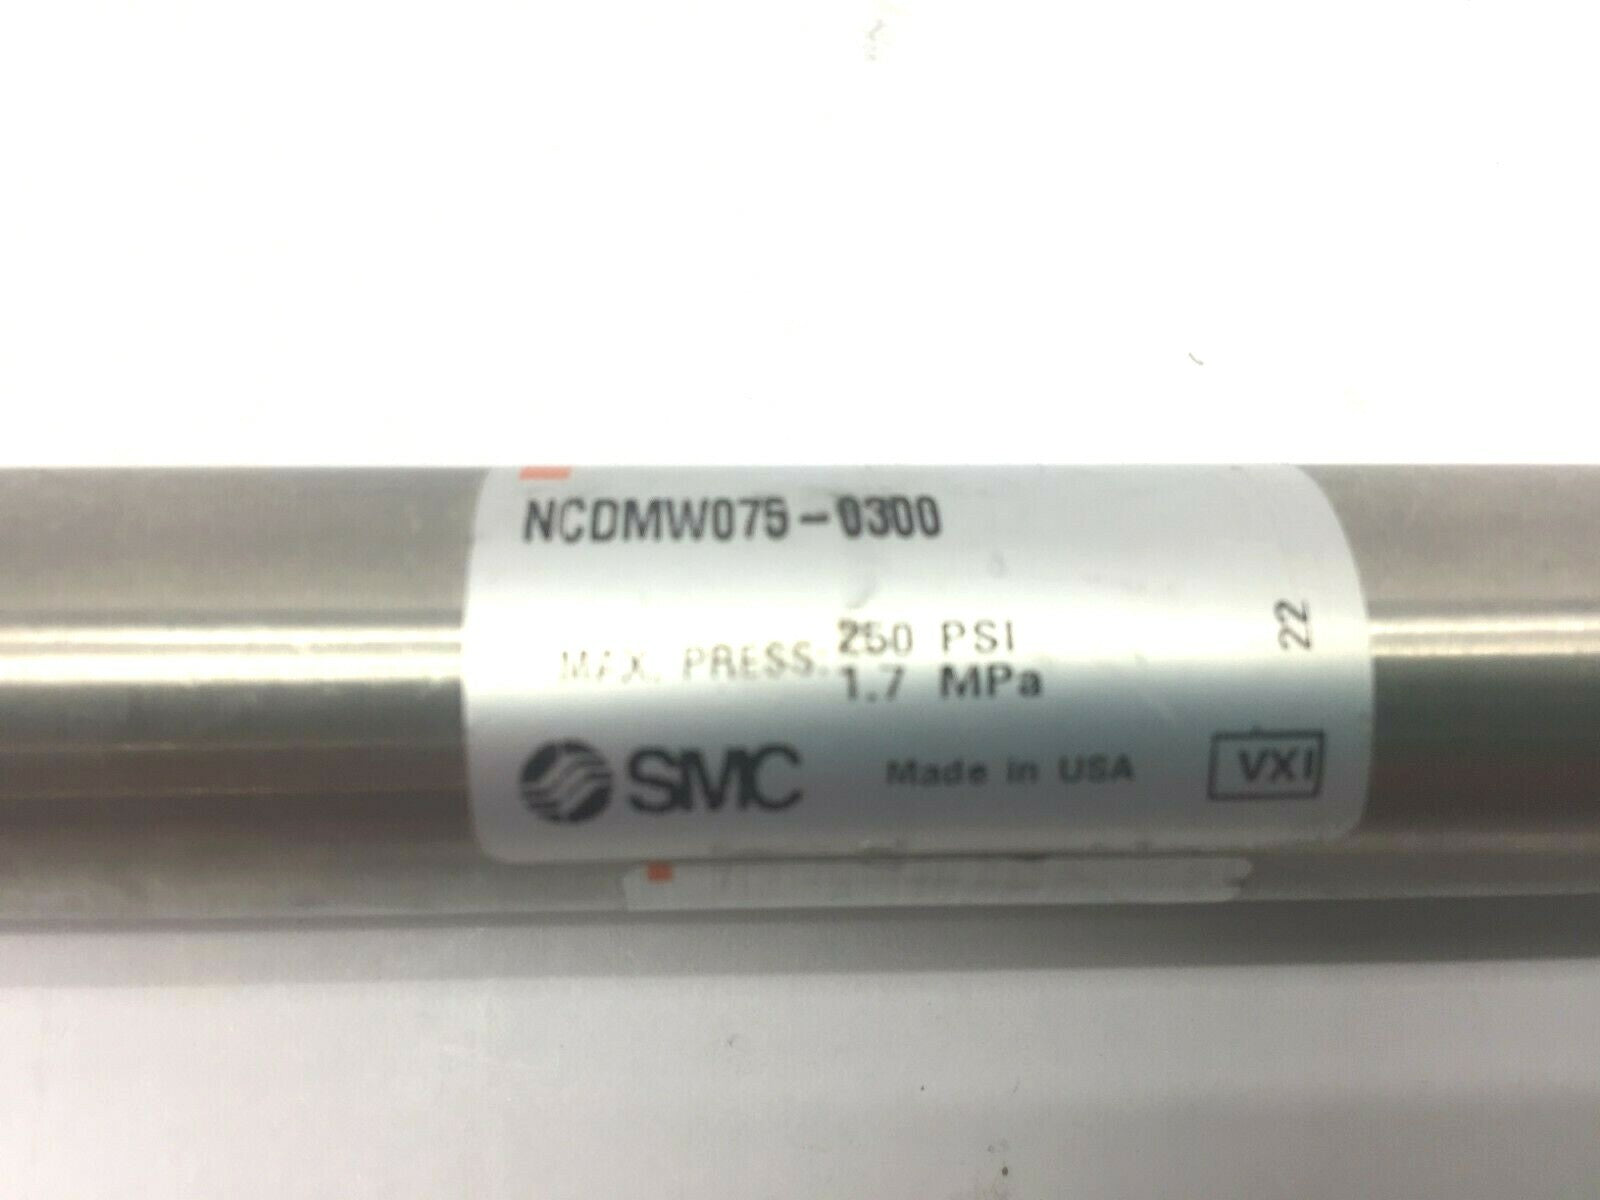 NCDMW075-0300
250 PSI
MAX. PRESS.
1.7 MPa
22
SMC Made in USA VXI